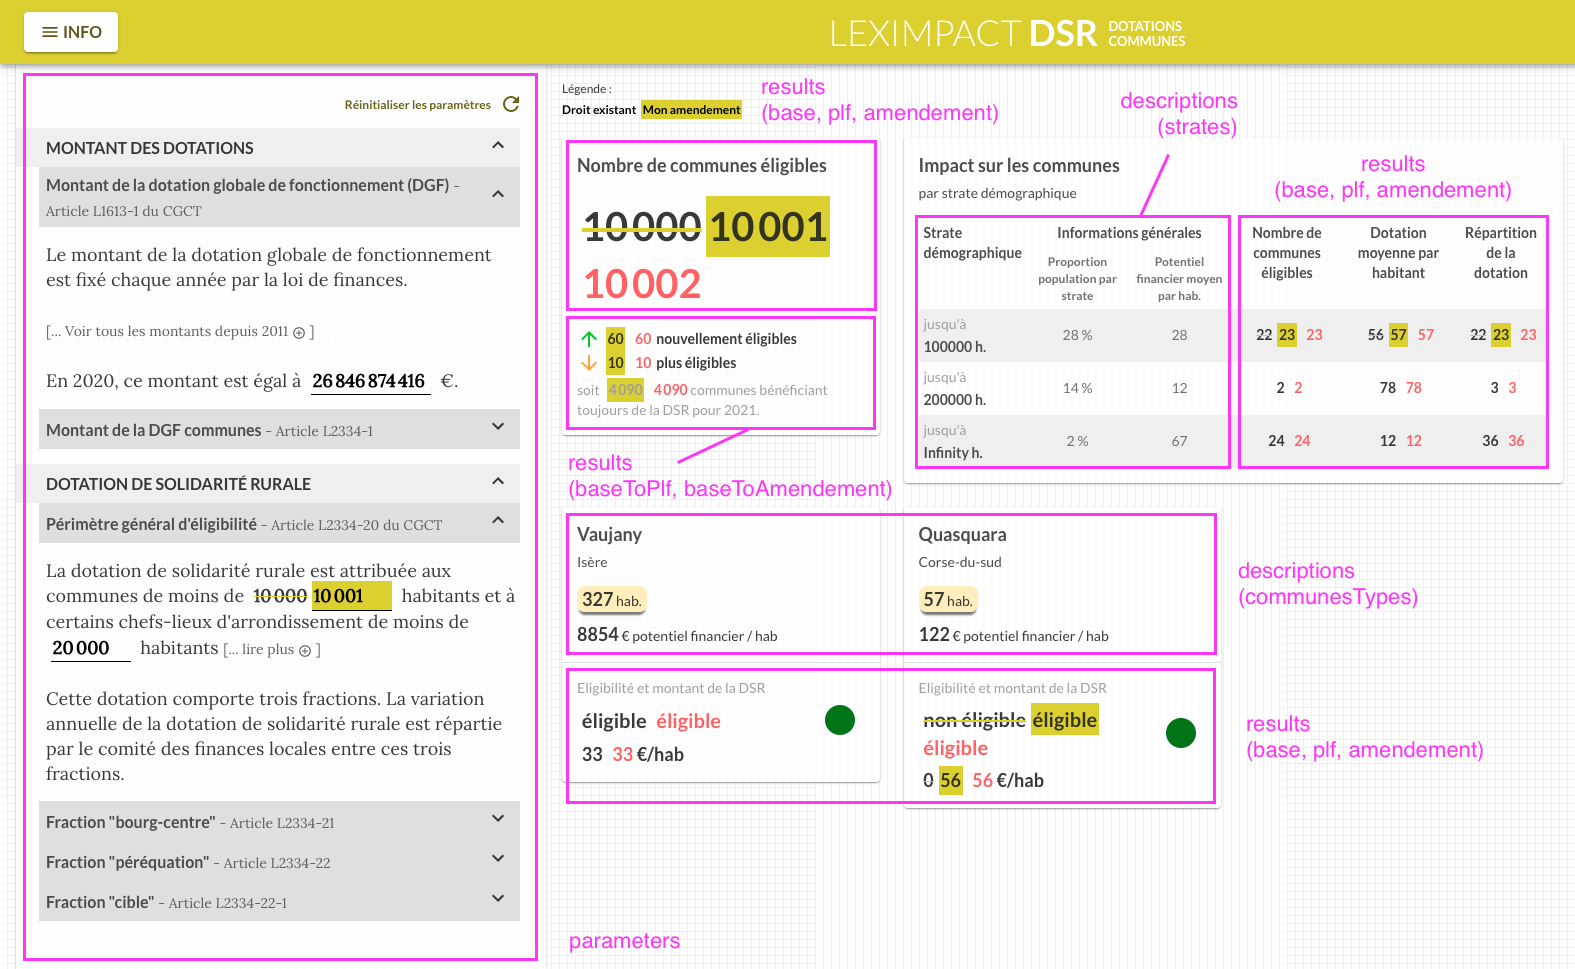 INFO
LEXIMPACT DSR DOTATIONS
COMMUNES
Réinitialiser les paramètres
MONTANT DES DOTATIONS
Montant de la dotation globale de fonctionnement (DGF) -
Article L1613-1 du CGCT
Le montant de la dotation globale de fonctionnement
est fixé chaque année par la loi de finances.
[... Voir tous les montants depuis 2011 ⊕ ]
En 2020, ce montant est égal à 26 846 874 416 €.
Montant de la DGF communes - Article L2334-1
DOTATION DE SOLIDARITÉ RURALE
Périmètre général d'éligibilité - Article L2334-20 du CGCT
La dotation de solidarité rurale est attribuée aux
communes de moins de 10 000 10 001 habitants et à
certains chefs-lieux d'arrondissement de moins de
20 000 habitants [... lire plus ⊕ ]
Cette dotation comporte trois fractions. La variation
annuelle de la dotation de solidarité rurale est répartie
par le comité des finances locales entre ces trois
fractions.
Fraction "bourg-centre" - Article L2334-21
Fraction "péréquation" - Article L2334-22
Fraction "cible" - Article L2334-22-1
parameters
Légende :
Droit existant Mon amendement
results
(base, plf, amendement)
Nombre de communes éligibles
10 000 10 001
10 002
60 60 nouvellement éligibles
10 10 plus éligibles
soit 4 090 4 090 communes bénéficiant
toujours de la DSR pour 2021.
results
(baseToPlf, baseToAmendement)
descriptions
(strates)
Impact sur les communes
par strate démographique
results
(base, plf, amendement)
Strate
démographique
Informations générales
Proportion
population par
strate
Potentiel
financier moyen
par hab.
Nombre de
communes
éligibles
Dotation
moyenne par
habitant
Répartition
de la
dotation
jusqu'à
100000 h.
28 % 28 22 23 23 56 57 57 22 23 23
jusqu'à
200000 h.
14 % 12 2 2 78 78 3 3
jusqu'à
Infinity h.
2 % 67 24 24 12 12 36 36
Vaujany
Isère
327 hab.
8854 € potentiel financier / hab
Quasquara
Corse-du-sud
57 hab.
122 € potentiel financier / hab
descriptions
(communesTypes)
Eligibilité et montant de la DSR
éligible éligible
33 33 €/hab
Eligibilité et montant de la DSR
non éligible éligible
éligible
0 56 56 €/hab
results
(base, plf, amendement)